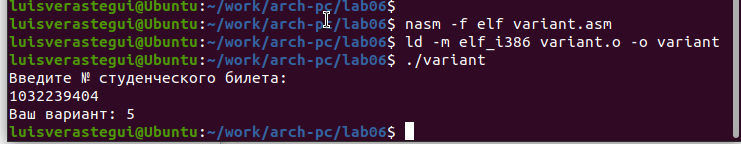 luisverastegui@Ubuntu:~/work/arch-pc/lab06$
luisverastegui@Ubuntu:~/work/arch-pc/lab06$ nasm -f elf variant.asm
luisverastegui@Ubuntu:~/work/arch-pc/lab06$ ld -m elf_i386 variant.o -o variant
luisverastegui@Ubuntu:~/work/arch-pc/lab06$ ./variant
Введите № студенческого билета:
1032239404
Ваш вариант: 5
luisverastegui@Ubuntu:~/work/arch-pc/lab06$